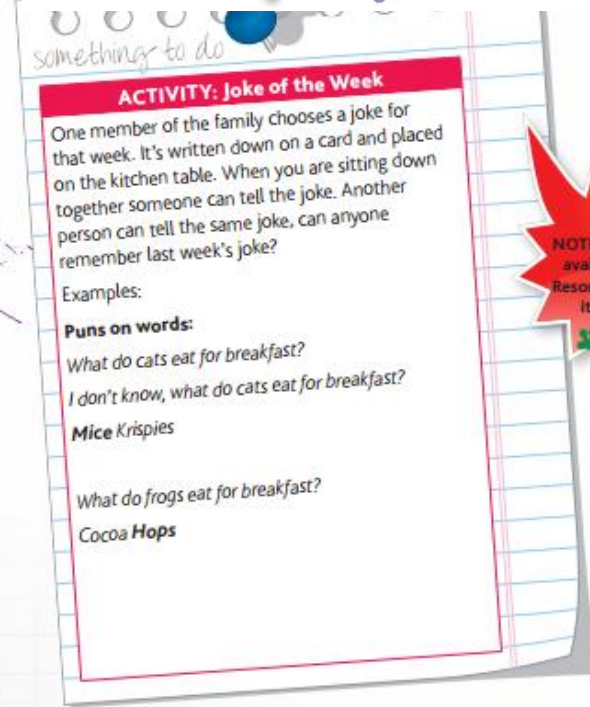 something to do
ACTIVITY: Joke of the Week
One member of the family chooses a joke for
that week. It's written down on a card and placed
on the kitchen table. When you are sitting down
together someone can tell the joke. Another
person can tell the same joke, can anyone
remember last week's joke?
Examples:
Puns on words:
What do cats eat for breakfast?
I don't know, what do cats eat for breakfast?
Mice Krispies
What do frogs eat for breakfast?
Cocoa Hops